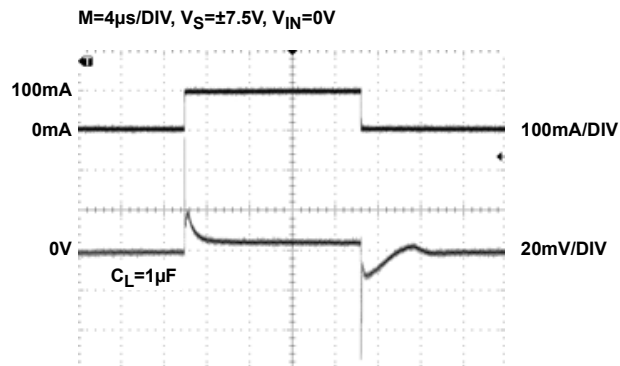 M=4µs/DIV, VS=±7.5V, VIN=0V
T
100mA
0mA
100mA/DIV
0V
20mV/DIV
CL=1µF